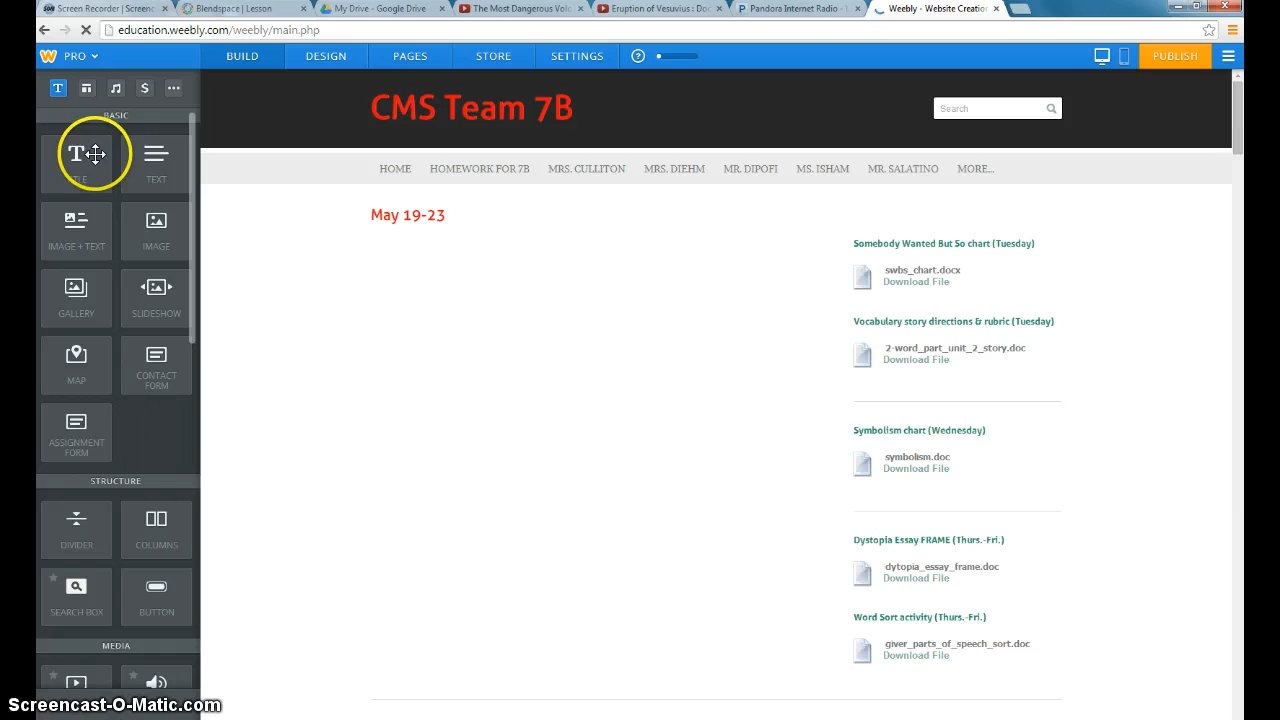 Screen Recorder | Screenc
Blendspace | Lesson
My Drive - Google Drive
The Most Dangerous Volc
Eruption of Vesuvius : Doc
Pandora Internet Radio - L
Weebly - Website Creation
education.weebly.com/weebly/main.php
PRO
BUILD
DESIGN
PAGES
STORE
SETTINGS
?
PUBLISH
BASIC
CMS Team 7B
Search
HOME HOMEWORK FOR 7B MRS. CULLITON MRS. DIEHM MR. DIPOFI MS. ISHAM MR. SALATINO MORE...
TITLE
TEXT
IMAGE + TEXT
IMAGE
GALLERY
SLIDESHOW
MAP
CONTACT
FORM
ASSIGNMENT
FORM
STRUCTURE
DIVIDER
COLUMNS
SEARCH BOX
BUTTON
MEDIA
May 19-23
Somebody Wanted But So chart (Tuesday)
swbs_chart.docx
Download File
Vocabulary story directions & rubric (Tuesday)
2-word_part_unit_2_story.doc
Download File
Symbolism chart (Wednesday)
symbolism.doc
Download File
Dystopia Essay FRAME (Thurs.-Fri.)
dytopia_essay_frame.doc
Download File
Word Sort activity (Thurs.-Fri.)
giver_parts_of_speech_sort.doc
Download File
Screencast-O-Matic.com